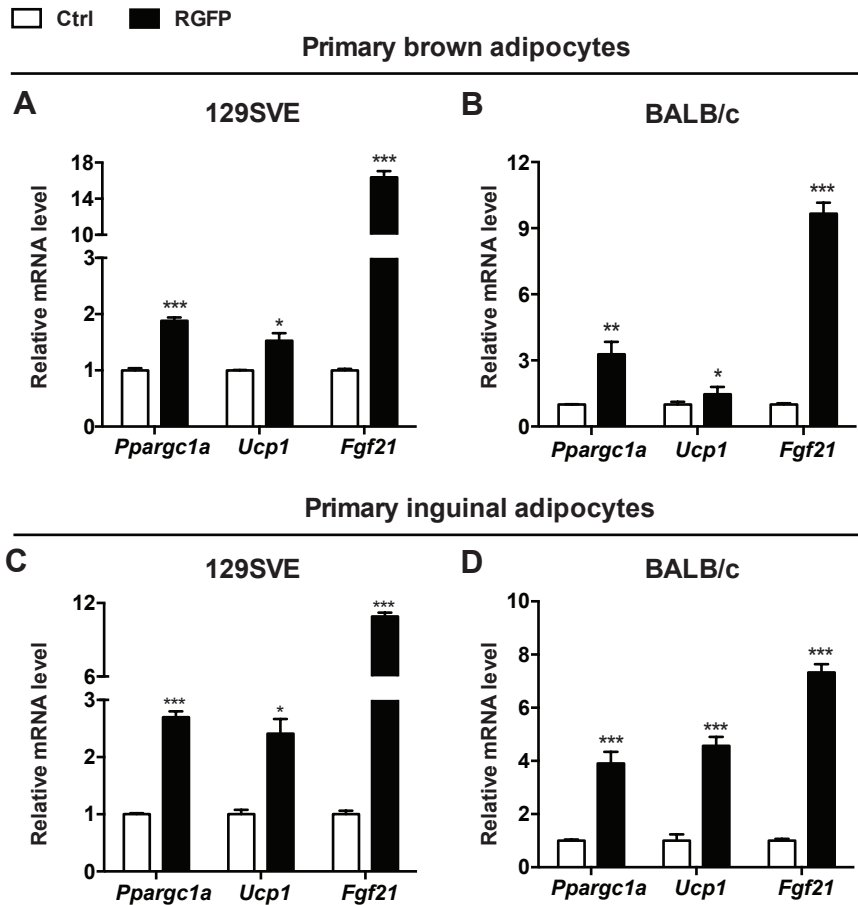 Ctrl RGFP
Primary brown adipocytes
A 129SVE
Relative mRNA level
18
14
10
3
2
1
0
*** * ***
Ppargc1a Ucp1 Fgf21
B BALB/c
Relative mRNA level
12
9
6
3
0
** * ***
Ppargc1a Ucp1 Fgf21
Primary inguinal adipocytes
C 129SVE
Relative mRNA level
12
6
3
2
1
0
*** * ***
Ppargc1a Ucp1 Fgf21
D BALB/c
Relative mRNA level
10
8
6
4
2
0
*** *** ***
Ppargc1a Ucp1 Fgf21